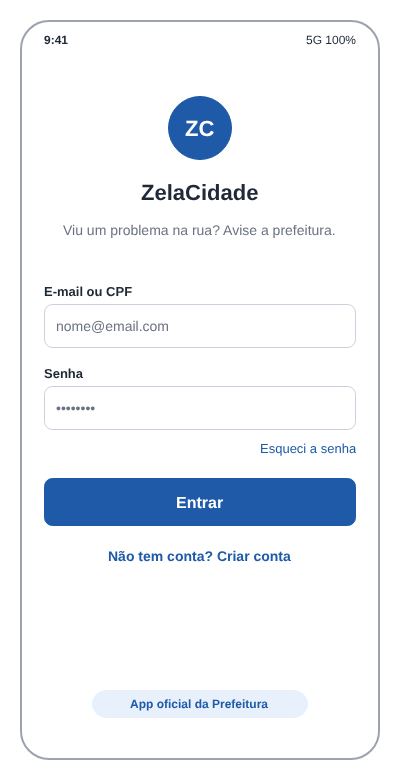 9:41 5G 100%
ZC
ZelaCidade
Viu um problema na rua? Avise a prefeitura.
E-mail ou CPF
nome@email.com
Senha
••••••••
Esqueci a senha
Entrar
Não tem conta? Criar conta
App oficial da Prefeitura